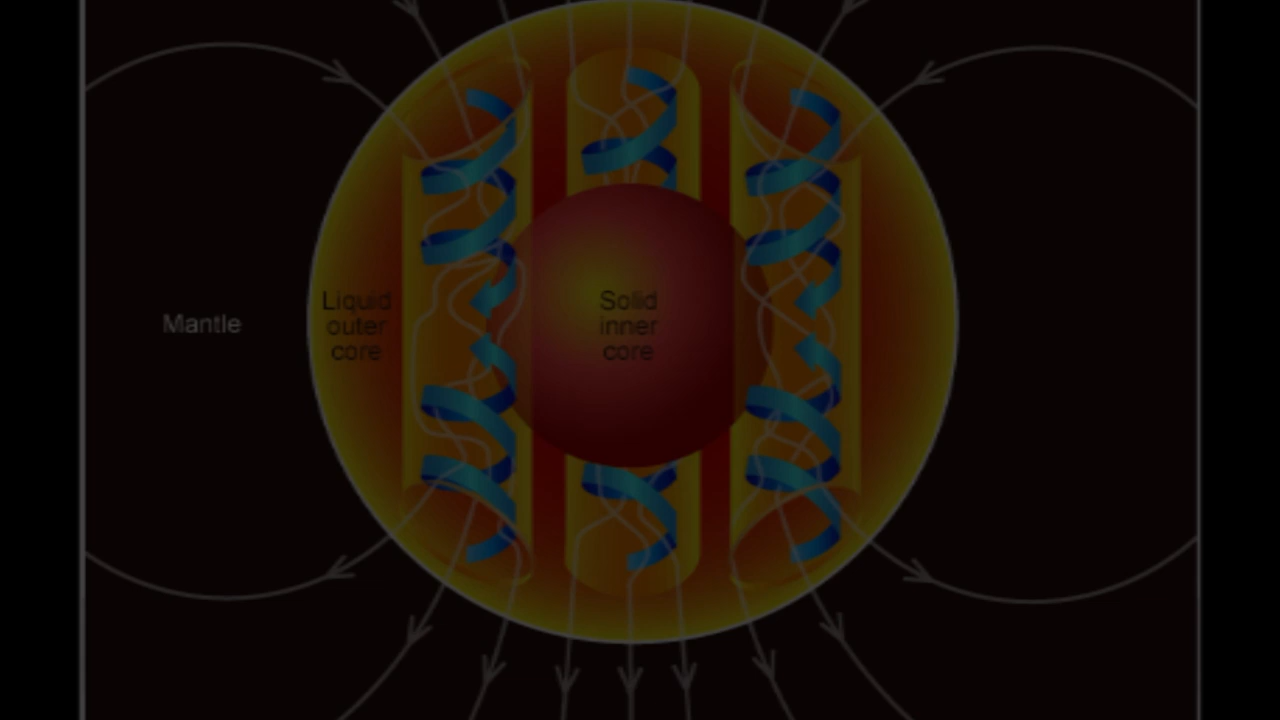 Mantle
Liquid
outer
core
Solid
inner
core